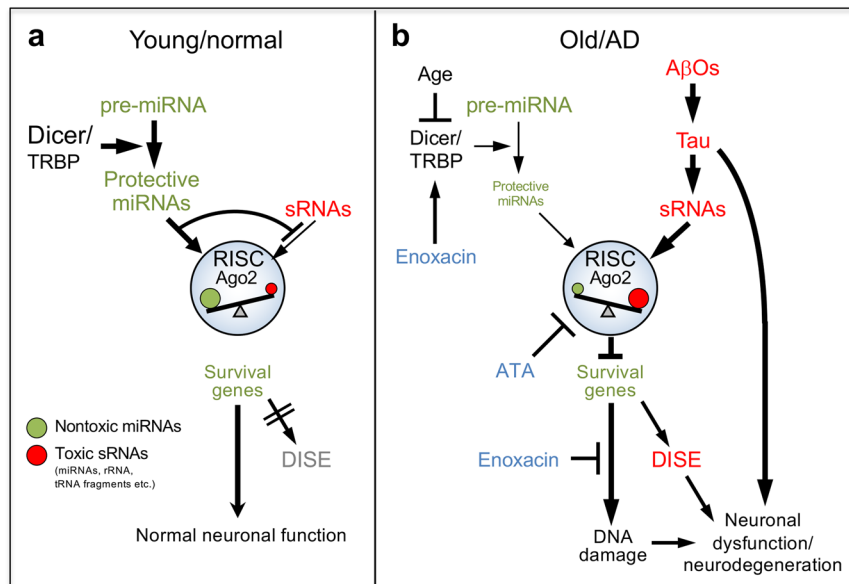 a
Young/normal
pre-miRNA
Dicer/
TRBP
Protective
miRNAs
sRNAs
RISC
Ago2
Survival
genes
Nontoxic miRNAs
Toxic sRNAs
(miRNAs, rRNA,
tRNA fragments etc.)
DISE
Normal neuronal function
b
Old/AD
Age
pre-miRNA
AβOs
Dicer/
TRBP
Tau
Protective
miRNAs
sRNAs
Enoxacin
RISC
Ago2
ATA
Survival
genes
Enoxacin
DISE
DNA
damage
Neuronal
dysfunction/
neurodegeneration